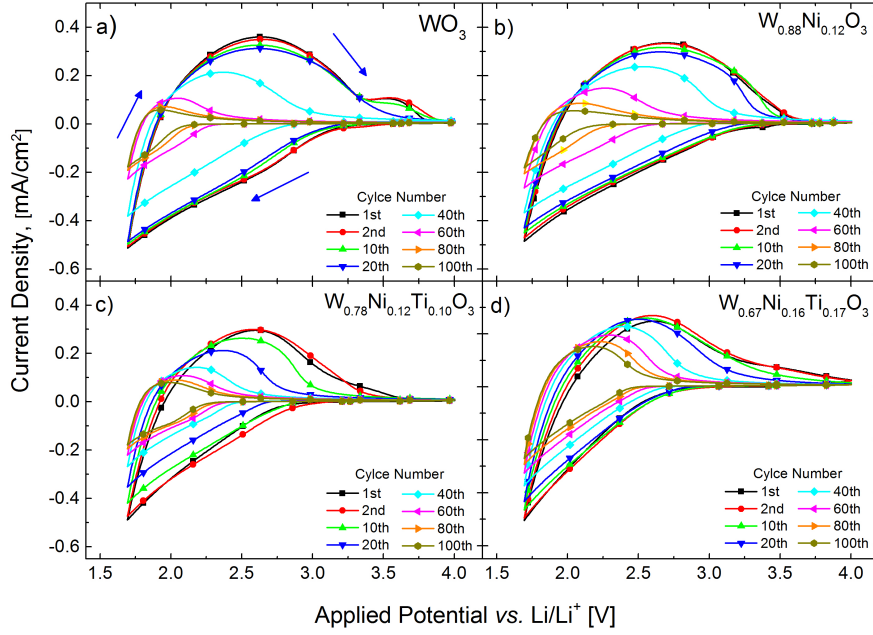 a)
WO3
Cylce Number
1st
40th
2nd
60th
10th
80th
20th
100th
b)
W0.88Ni0.12O3
Cylce Number
1st
40th
2nd
60th
10th
80th
20th
100th
c)
W0.78Ni0.12Ti0.10O3
Cylce Number
1st
40th
2nd
60th
10th
80th
20th
100th
d)
W0.67Ni0.16Ti0.17O3
Cylce Number
1st
40th
2nd
60th
10th
80th
20th
100th
0.4
0.2
0.0
-0.2
-0.4
-0.6
0.4
0.2
0.0
-0.2
-0.4
-0.6
Current Density, [mA/cm²]
1.5 2.0 2.5 3.0 3.5 4.0
1.5 2.0 2.5 3.0 3.5 4.0
Applied Potential vs. Li/Li⁺ [V]